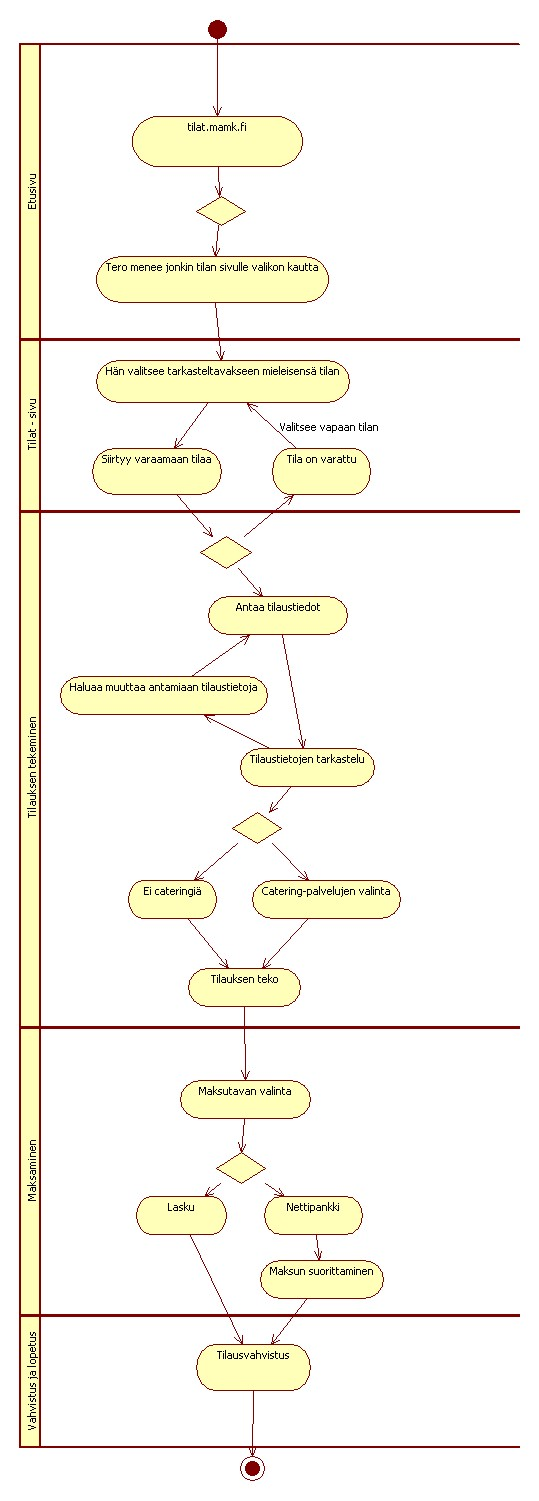 Etusivu
tilat.mamk.fi
Tero menee jonkin tilan sivulle valikon kautta
Tilat - sivu
Hän valitsee tarkasteltavakseen mieleisensä tilan
Valitsee vapaan tilan
Siirtyy varaamaan tilaa
Tila on varattu
Tilauksen tekeminen
Antaa tilaustiedot
Haluaa muuttaa antamiaan tilaustietoja
Tilaustietojen tarkastelu
Ei cateringiä
Catering-palvelujen valinta
Tilauksen teko
Maksaminen
Maksutavan valinta
Lasku
Nettipankki
Maksun suorittaminen
Vahvistus ja lopetus
Tilausvahvistus